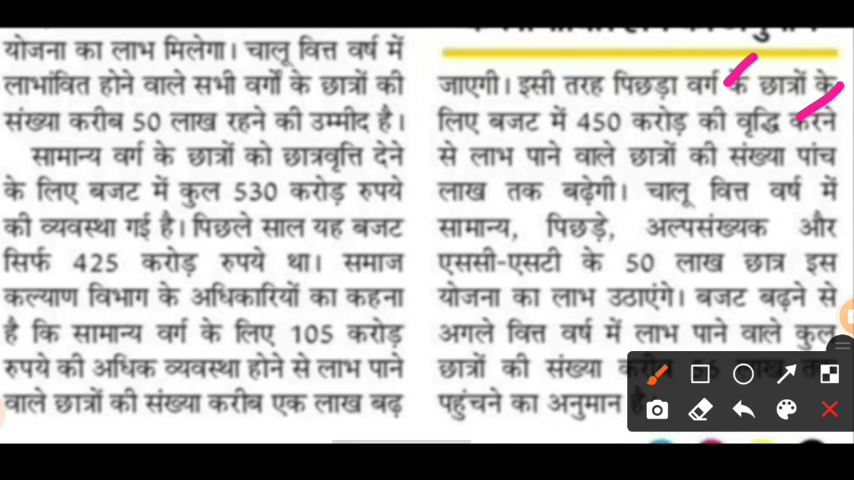 योजना का लाभ मिलेगा। चालू वित्त वर्ष में
लाभांवित होने वाले सभी वर्गों के छात्रों की
संख्या करीब 50 लाख रहने की उम्मीद है।
सामान्य वर्ग के छात्रों को छात्रवृत्ति देने
के लिए बजट में कुल 530 करोड़ रुपये
की व्यवस्था गई है। पिछले साल यह बजट
सिर्फ 425 करोड़ रुपये था। समाज
कल्याण विभाग के अधिकारियों का कहना
है कि सामान्य वर्ग के लिए 105 करोड़
रुपये की अधिक व्यवस्था होने से लाभ पाने
वाले छात्रों की संख्या करीब एक लाख बढ़
जाएगी। इसी तरह पिछड़ा वर्ग के छात्रों के
लिए बजट में 450 करोड़ की वृद्धि करने
से लाभ पाने वाले छात्रों की संख्या पांच
लाख तक बढ़ेगी। चालू वित्त वर्ष में
सामान्य, पिछड़े, अल्पसंख्यक और
एससी-एसटी के 50 लाख छात्र इस
योजना का लाभ उठाएंगे। बजट बढ़ने से
अगले वित्त वर्ष में लाभ पाने वाले कुल
छात्रों की संख्या करीब लाख
पहुंचने का अनुमान है